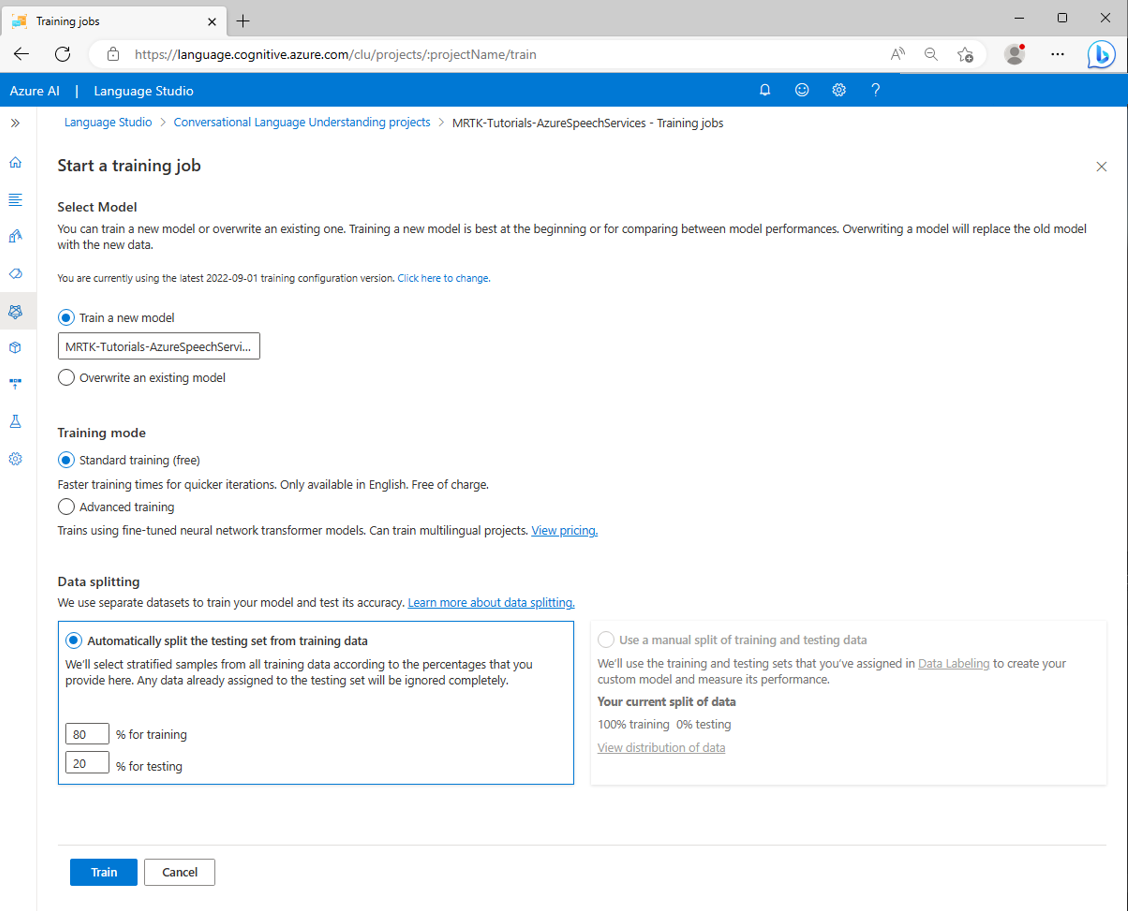 Training jobs
https://language.cognitive.azure.com/clu/projects/:projectName/train
Azure AI | Language Studio
Language Studio > Conversational Language Understanding projects > MRTK-Tutorials-AzureSpeechServices - Training jobs
Start a training job
Select Model
You can train a new model or overwrite an existing one. Training a new model is best at the beginning or for comparing between model performances. Overwriting a model will replace the old model
with the new data.
You are currently using the latest 2022-09-01 training configuration version. Click here to change.
Train a new model
MRTK-Tutorials-AzureSpeechServi...
Overwrite an existing model
Training mode
Standard training (free)
Faster training times for quicker iterations. Only available in English. Free of charge.
Advanced training
Trains using fine-tuned neural network transformer models. Can train multilingual projects. View pricing.
Data splitting
We use separate datasets to train your model and test its accuracy. Learn more about data splitting.
Automatically split the testing set from training data
We'll select stratified samples from all training data according to the percentages that you
provide here. Any data already assigned to the testing set will be ignored completely.
80 % for training
20 % for testing
Use a manual split of training and testing data
We'll use the training and testing sets that you've assigned in Data Labeling to create your
custom model and measure its performance.
Your current split of data
100% training 0% testing
View distribution of data
Train Cancel